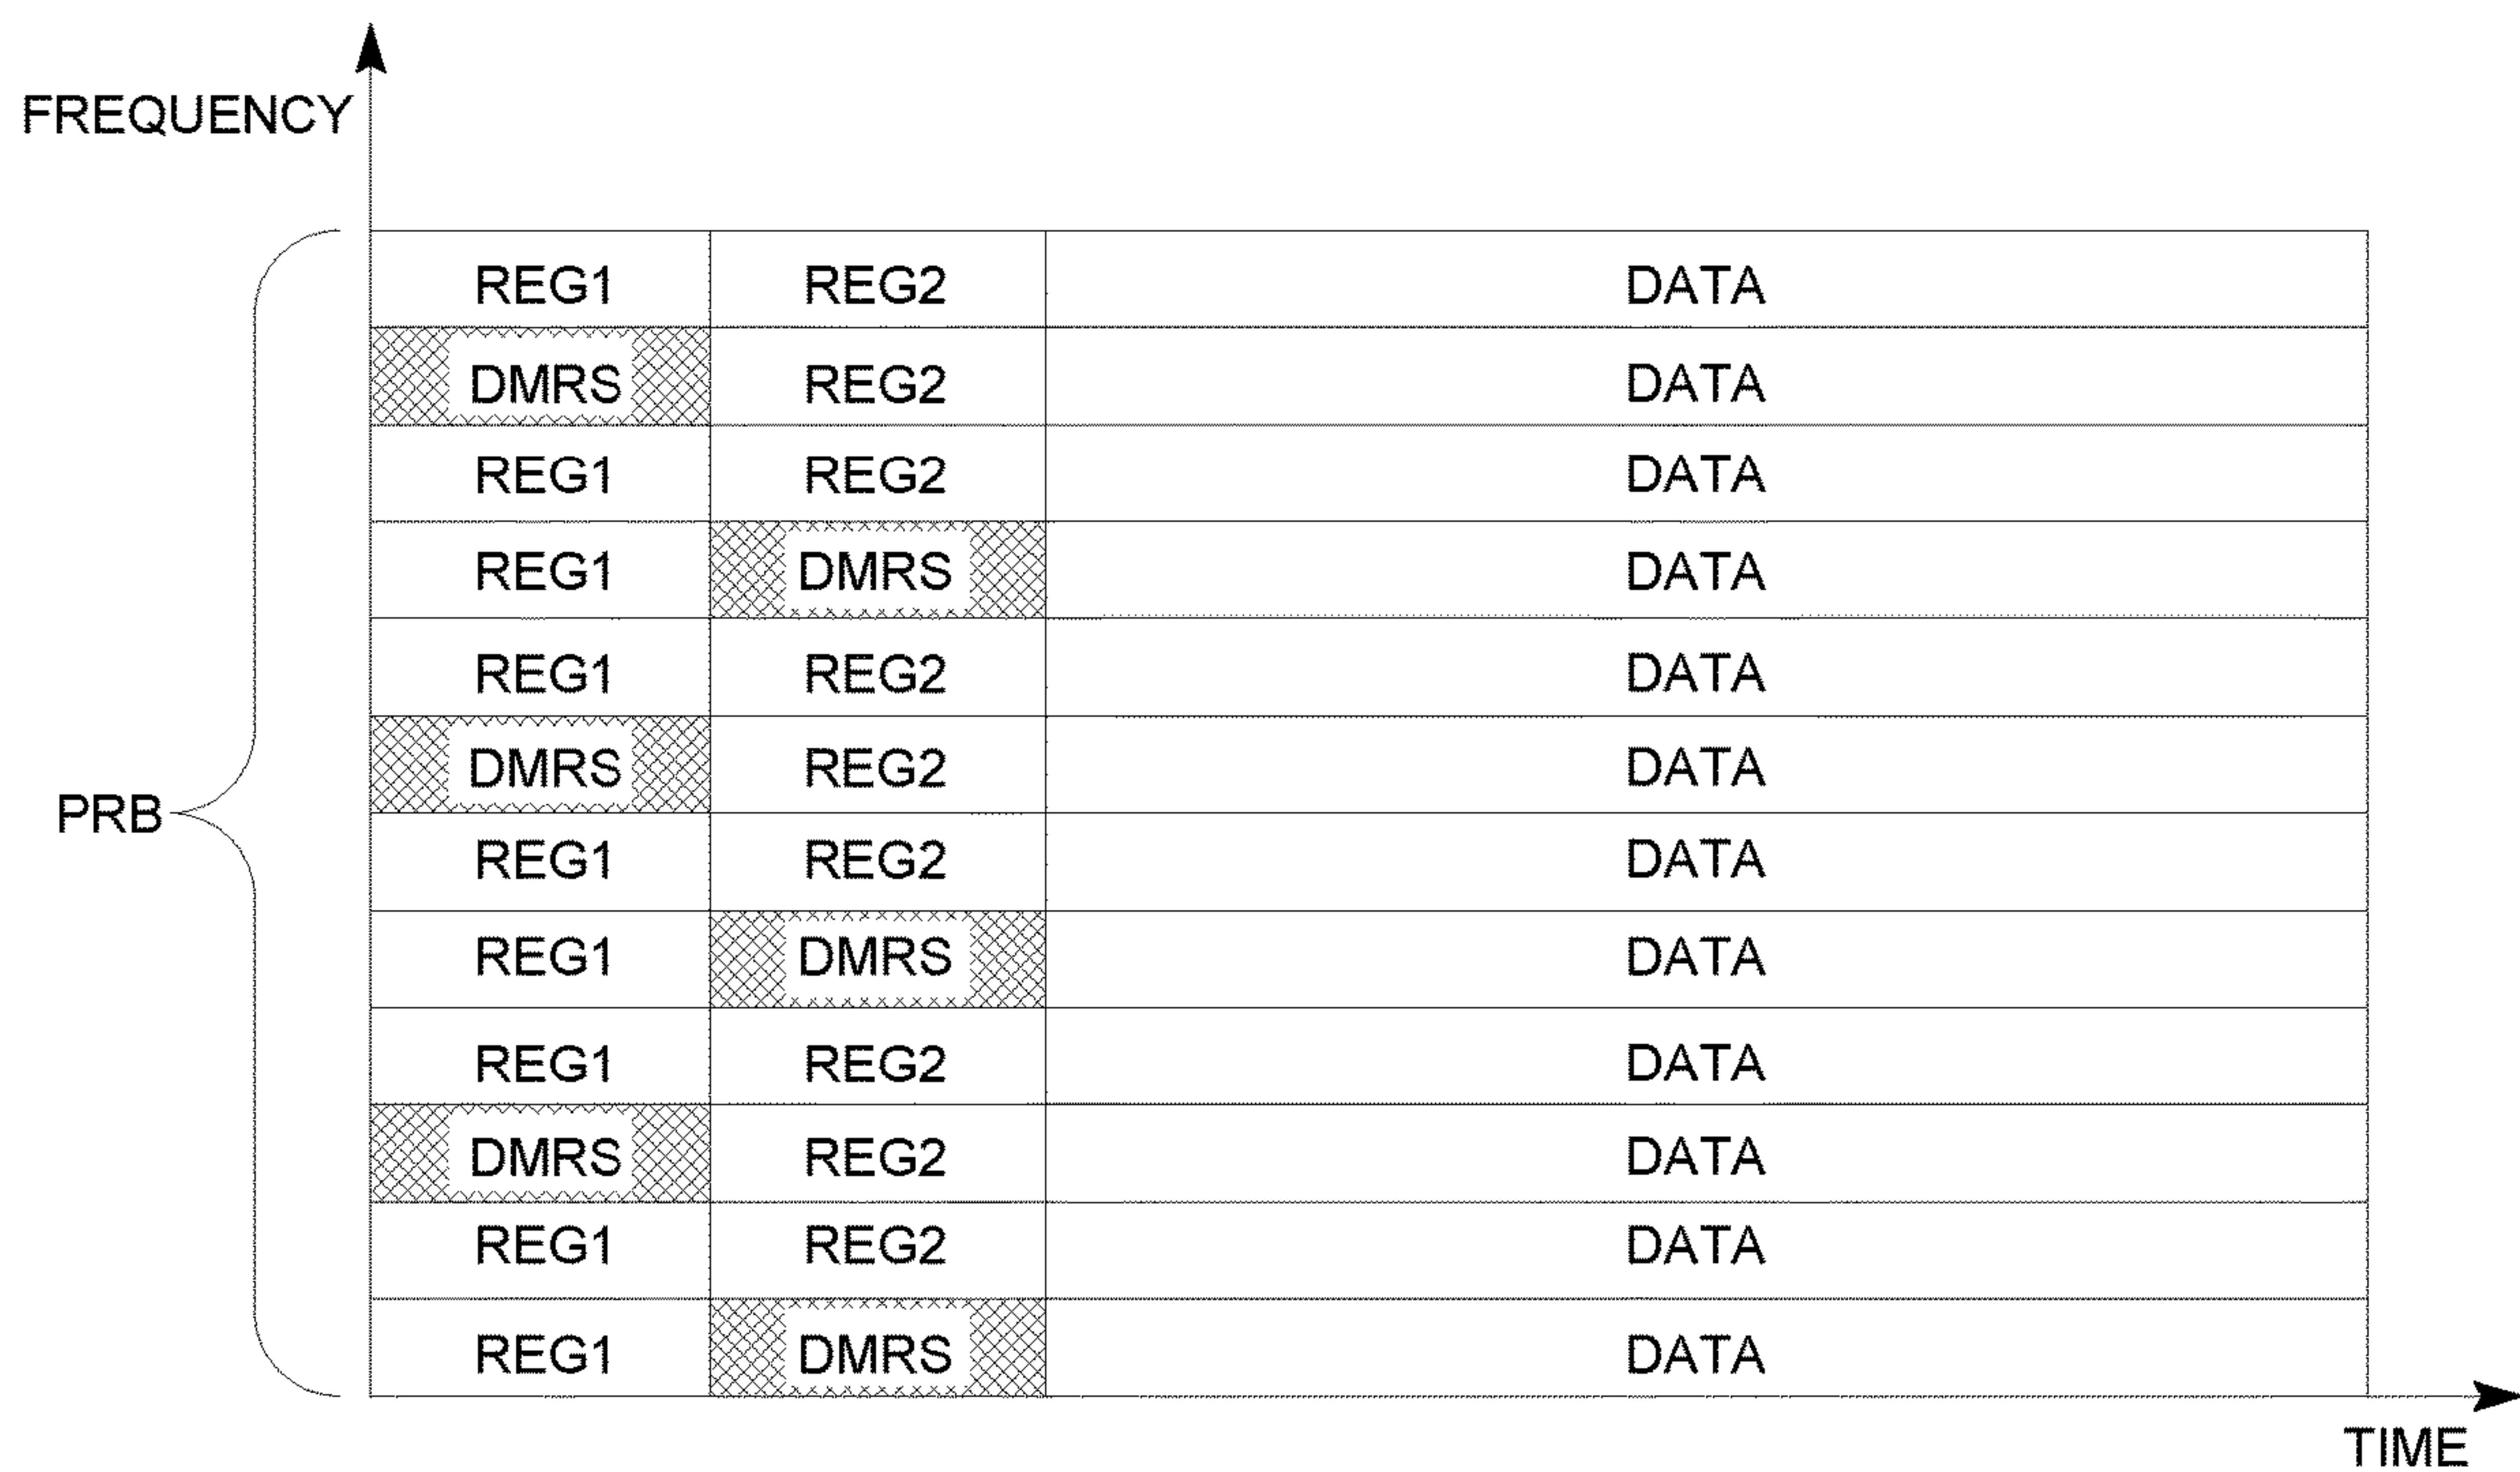 FREQUENCY
REG1 REG2 DATA
DMRS REG2 DATA
REG1 REG2 DATA
REG1 DMRS DATA
REG1 REG2 DATA
DMRS REG2 DATA
PRB
REG1 REG2 DATA
REG1 DMRS DATA
REG1 REG2 DATA
DMRS REG2 DATA
REG1 REG2 DATA
REG1 DMRS DATA
TIME